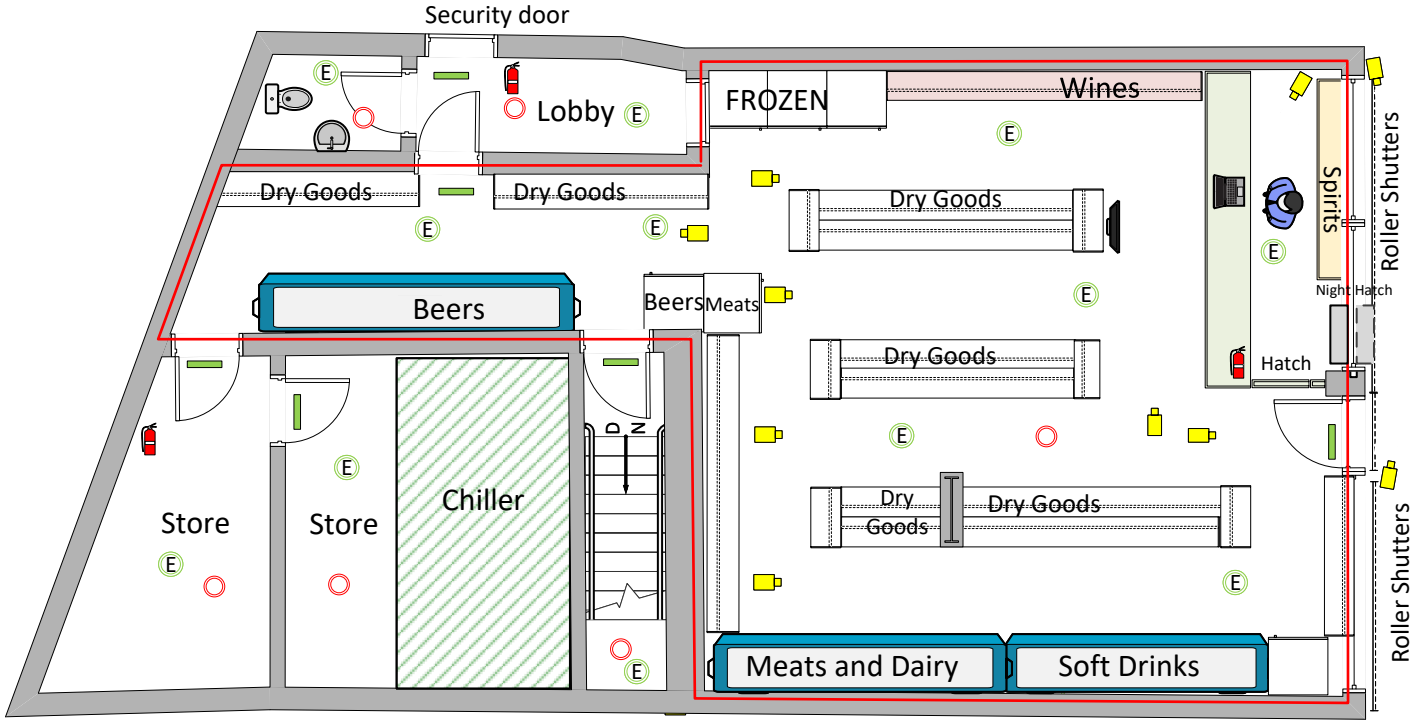 Security door
E
Lobby
E
FROZEN
Wines
E
Spirits
Roller Shutters
Dry Goods
Dry Goods
Dry Goods
E
E
E
E
Night Hatch
Beers
Beers
Meats
Dry Goods
Hatch
DN
E
E
Chiller
Store
Store
Dry
Goods
Dry Goods
E
E
E
Roller Shutters
Meats and Dairy
Soft Drinks